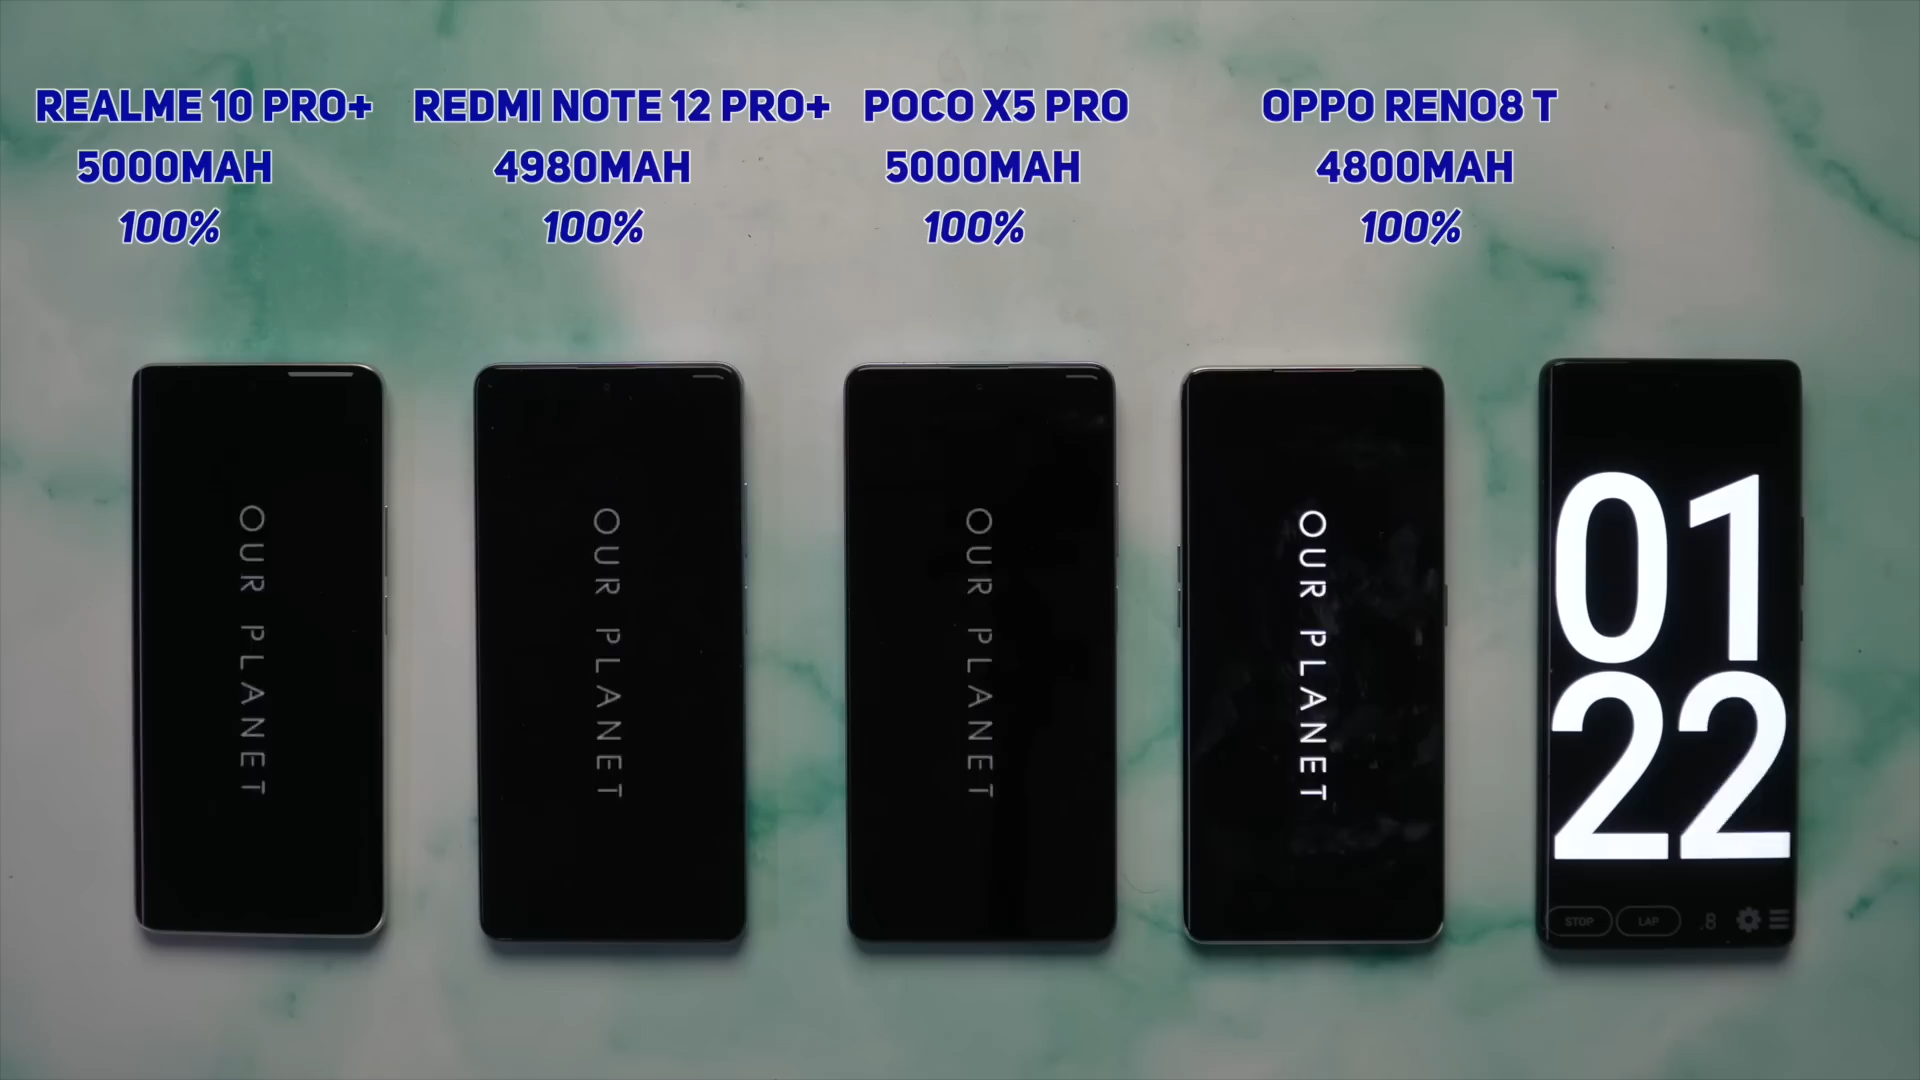 REALME 10 PRO+
5000MAH
100%
REDMI NOTE 12 PRO+
4980MAH
100%
POCO X5 PRO
5000MAH
100%
OPPO RENO8 T
4800MAH
100%
OUR PLANET
OUR PLANET
OUR PLANET
OUR PLANET
01
22
STOP LAP .8